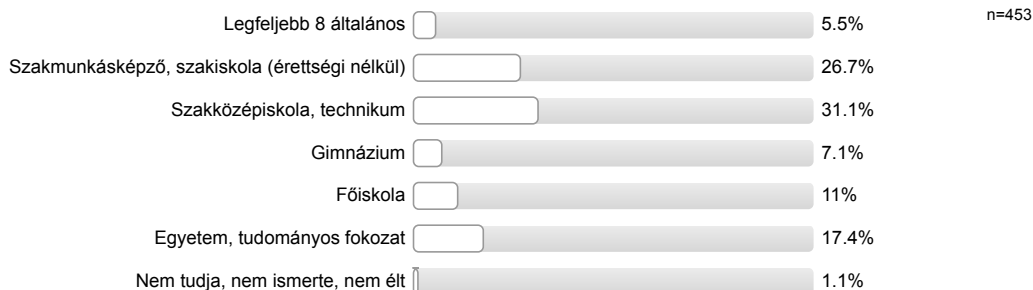 Legfeljebb 8 általános 5.5% n=453
Szakmunkásképző, szakiskola (érettségi nélkül) 26.7%
Szakközépiskola, technikum 31.1%
Gimnázium 7.1%
Főiskola 11%
Egyetem, tudományos fokozat 17.4%
Nem tudja, nem ismerte, nem élt 1.1%